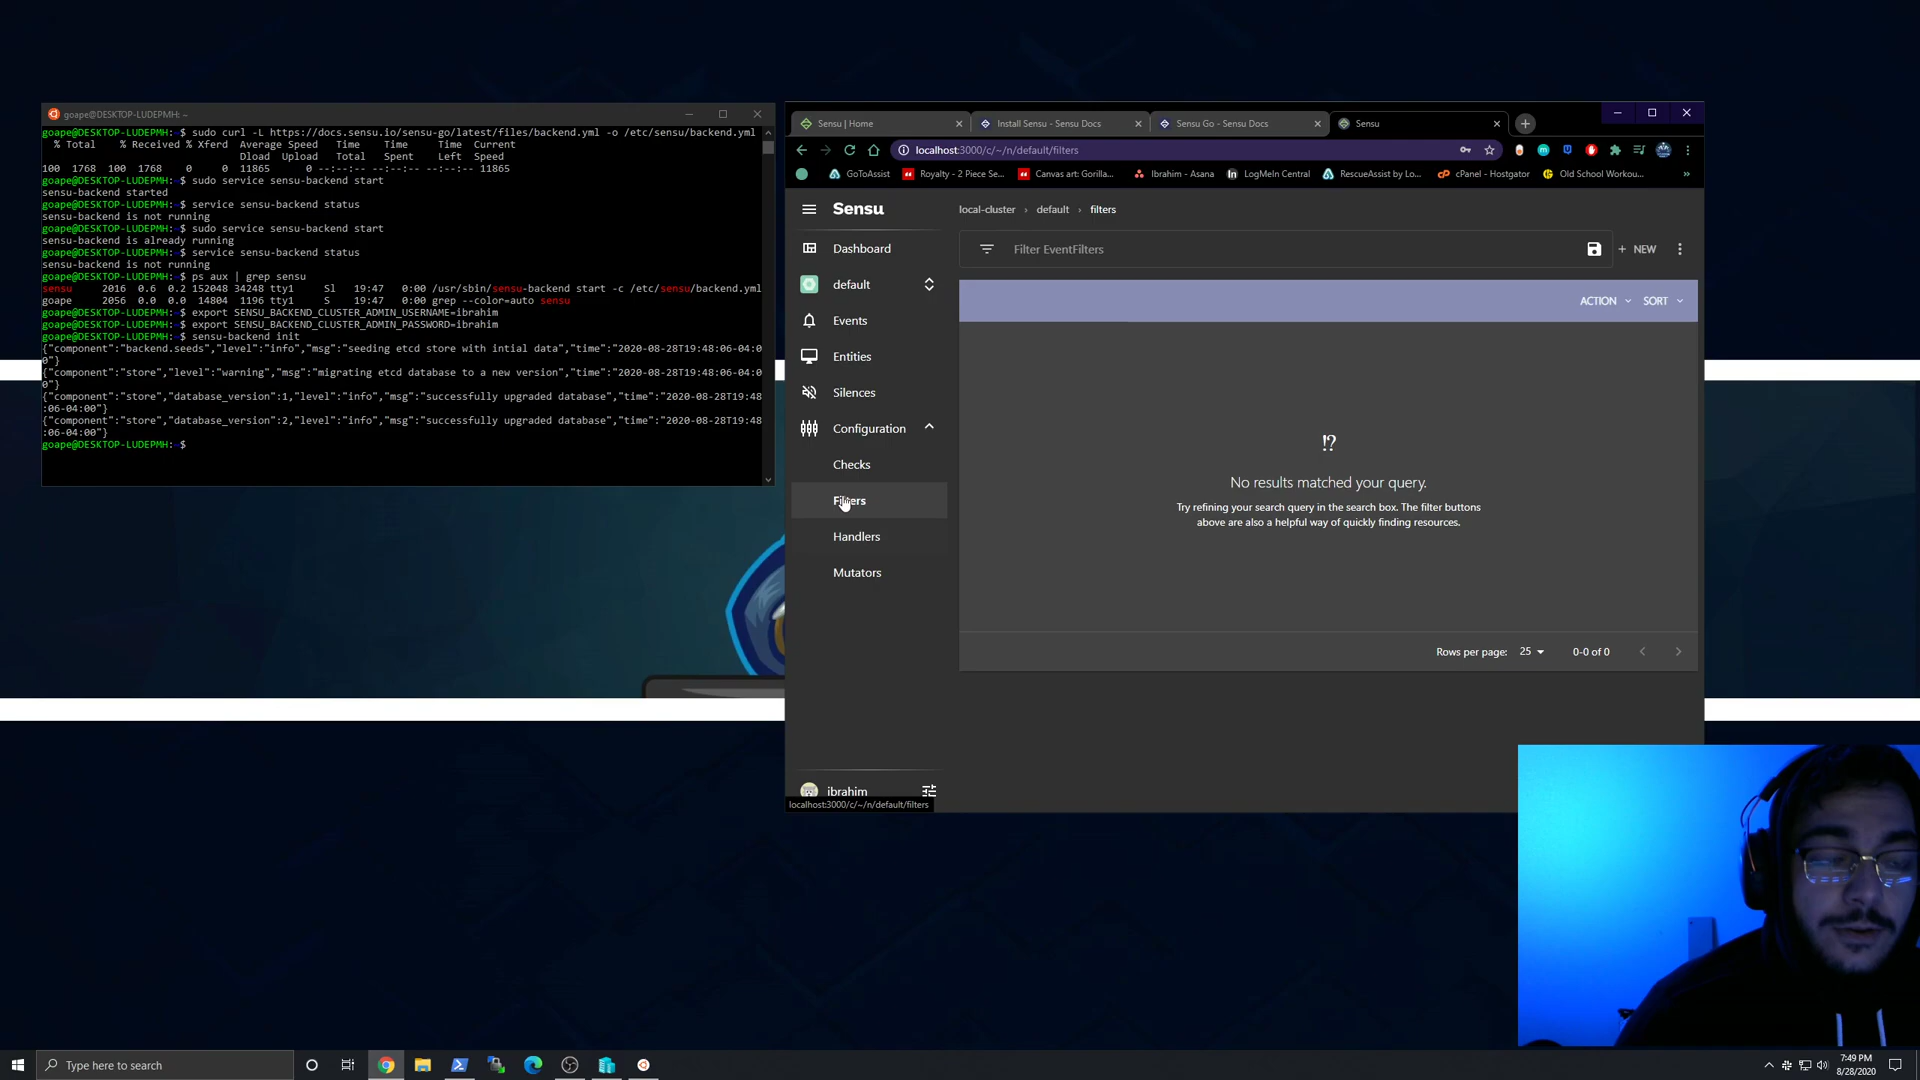 goape@DESKTOP-LUDEPMH: ~
goape@DESKTOP-LUDEPMH:~$ sudo curl -L https://docs.sensu.io/sensu-go/latest/files/backend.yml -o /etc/sensu/backend.yml
% Total % Received % Xferd Average Speed Time Time Time Current
Dload Upload Total Spent Left Speed
100 1768 100 1768 0 0 11865 0 --:--:-- --:--:-- --:--:-- 11865
goape@DESKTOP-LUDEPMH:~$ sudo service sensu-backend start
sensu-backend started
goape@DESKTOP-LUDEPMH:~$ service sensu-backend status
sensu-backend is not running
goape@DESKTOP-LUDEPMH:~$ sudo service sensu-backend start
sensu-backend is already running
goape@DESKTOP-LUDEPMH:~$ service sensu-backend status
sensu-backend is not running
goape@DESKTOP-LUDEPMH:~$ ps aux | grep sensu
sensu 2016 0.6 0.2 152048 34248 tty1 Sl 19:47 0:00 /usr/sbin/sensu-backend start -c /etc/sensu/backend.yml
goape 2056 0.0 0.0 14804 1196 tty1 S 19:47 0:00 grep --color=auto sensu
goape@DESKTOP-LUDEPMH:~$ export SENSU_BACKEND_CLUSTER_ADMIN_USERNAME=ibrahim
goape@DESKTOP-LUDEPMH:~$ export SENSU_BACKEND_CLUSTER_ADMIN_PASSWORD=ibrahim
goape@DESKTOP-LUDEPMH:~$ sensu-backend init
{"component":"backend.seeds","level":"info","msg":"seeding etcd store with intial data","time":"2020-08-28T19:48:06-04:0
0"}
{"component":"store","level":"warning","msg":"migrating etcd database to a new version","time":"2020-08-28T19:48:06-04:0
0"}
{"component":"store","database_version":1,"level":"info","msg":"successfully upgraded database","time":"2020-08-28T19:48
:06-04:00"}
{"component":"store","database_version":2,"level":"info","msg":"successfully upgraded database","time":"2020-08-28T19:48
:06-04:00"}
goape@DESKTOP-LUDEPMH:~$
Sensu | Home
Install Sensu - Sensu Docs
Sensu Go - Sensu Docs
Sensu
localhost:3000/c/~/n/default/filters
GoToAssist
Royalty - 2 Piece Se...
Canvas art: Gorilla...
Ibrahim - Asana
LogMeIn Central
RescueAssist by Lo...
cPanel - Hostgator
Old School Workou...
»
Sensu
local-cluster › default › filters
Dashboard
default
Events
Entities
Silences
Configuration
Checks
Filters
Handlers
Mutators
ibrahim
localhost:3000/c/~/n/default/filters
Filter EventFilters
+ NEW
ACTION
SORT
!?
No results matched your query.
Try refining your search query in the search box. The filter buttons
above are also a helpful way of quickly finding resources.
Rows per page: 25
0-0 of 0
Type here to search
7:49 PM
8/28/2020